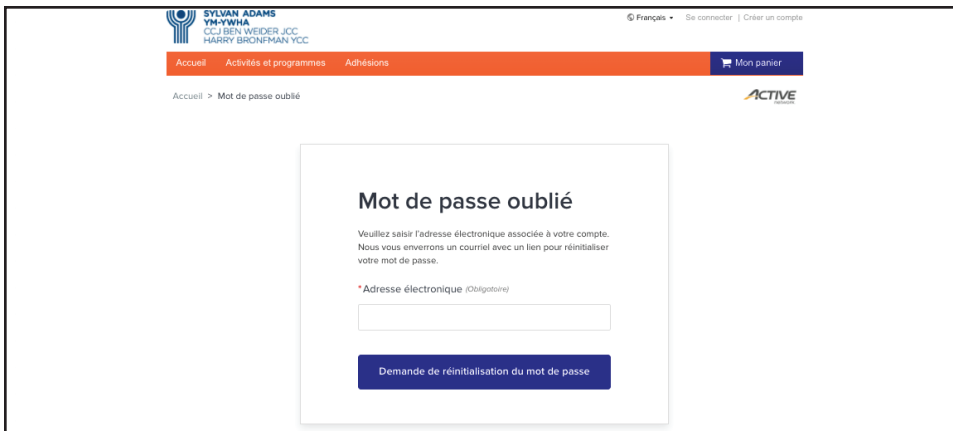 SYLVAN ADAMS
YM-YWHA
CCJ BEN WEIDER JCC
HARRY BRONFMAN YCC
Français
Se connecter | Créer un compte
Accueil Activités et programmes Adhésions
Mon panier
Accueil > Mot de passe oublié
ACTIVE
network
Mot de passe oublié
Veuillez saisir l'adresse électronique associée à votre compte.
Nous vous enverrons un courriel avec un lien pour réinitialiser
votre mot de passe.
*Adresse électronique (Obligatoire)
Demande de réinitialisation du mot de passe